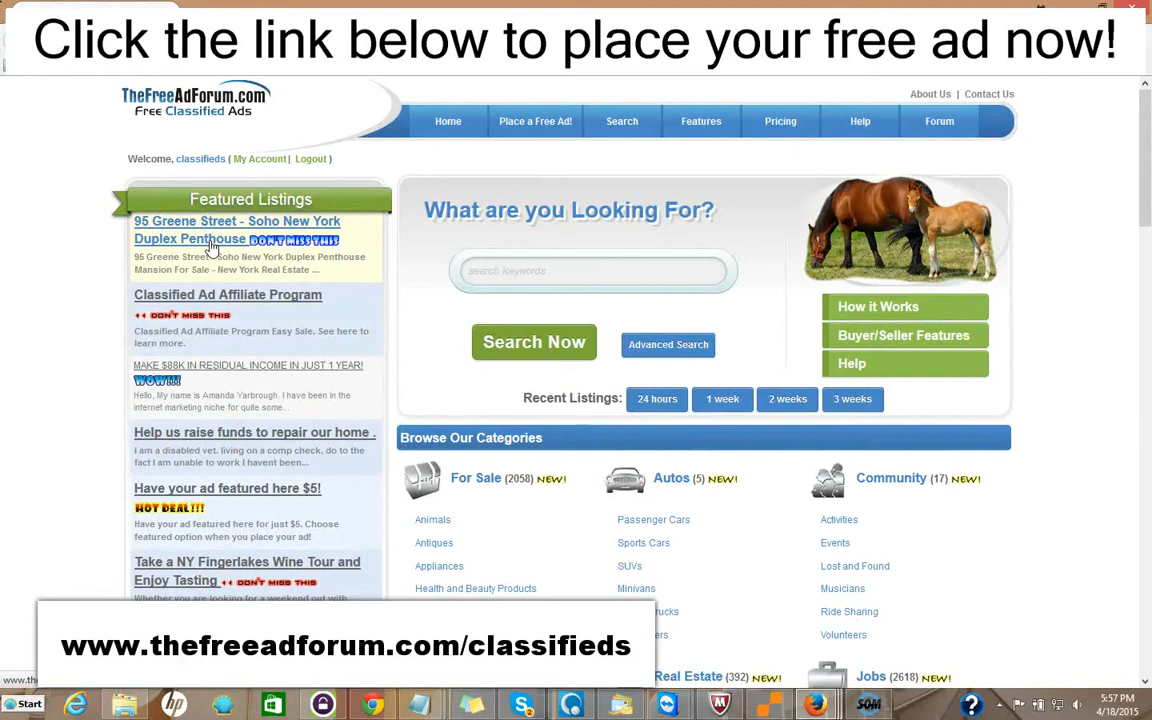 Click the link below to place your free ad now!
TheFreeAdForum.com
Free Classified Ads
About Us | Contact Us
Home Place a Free Ad! Search Features Pricing Help Forum
Welcome, classifieds ( My Account | Logout )
Featured Listings
95 Greene Street - Soho New York
Duplex Penthouse DON'T MISS THIS
95 Greene Street - Soho New York Duplex Penthouse
Mansion For Sale - New York Real Estate ...
Classified Ad Affiliate Program
DON'T MISS THIS
Classified Ad Affiliate Program Easy Sale. See here to
learn more.
MAKE $88K IN RESIDUAL INCOME IN JUST 1 YEAR!
WOW!!!
Hello, My name is Amanda Yarbrough. I have been in the
internet marketing niche for quite some...
Help us raise funds to repair our home .
I am a disabled vet. living on a comp check. do to the
fact I am unable to work I havent been...
Have your ad featured here $5!
HOT DEAL!!!
Have your ad featured here for just $5. Choose
featured option when you place your ad!
Take a NY Fingerlakes Wine Tour and
Enjoy Tasting DON'T MISS THIS
Whether you are looking for a weekend out with
What are you Looking For?
search keywords
Search Now Advanced Search
How it Works
Buyer/Seller Features
Help
Recent Listings: 24 hours 1 week 2 weeks 3 weeks
Browse Our Categories
For Sale (2058) NEW!
Animals
Antiques
Appliances
Health and Beauty Products
Autos (5) NEW!
Passenger Cars
Sports Cars
SUVs
Minivans
Community (17) NEW!
Activities
Events
Lost and Found
Musicians
Ride Sharing
Volunteers
Real Estate (392) NEW!
Jobs (2618) NEW!
www.thefreeadforum.com/classifieds
Start
5:57 PM
4/18/2015